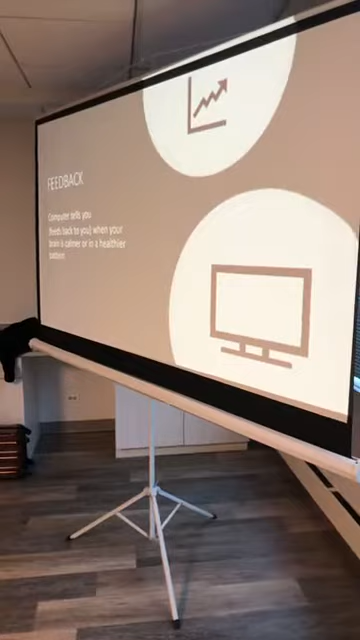 FEEDBACK
Computer tells you
(feeds back to you) when your
brain is calmer or in a healthier
pattern